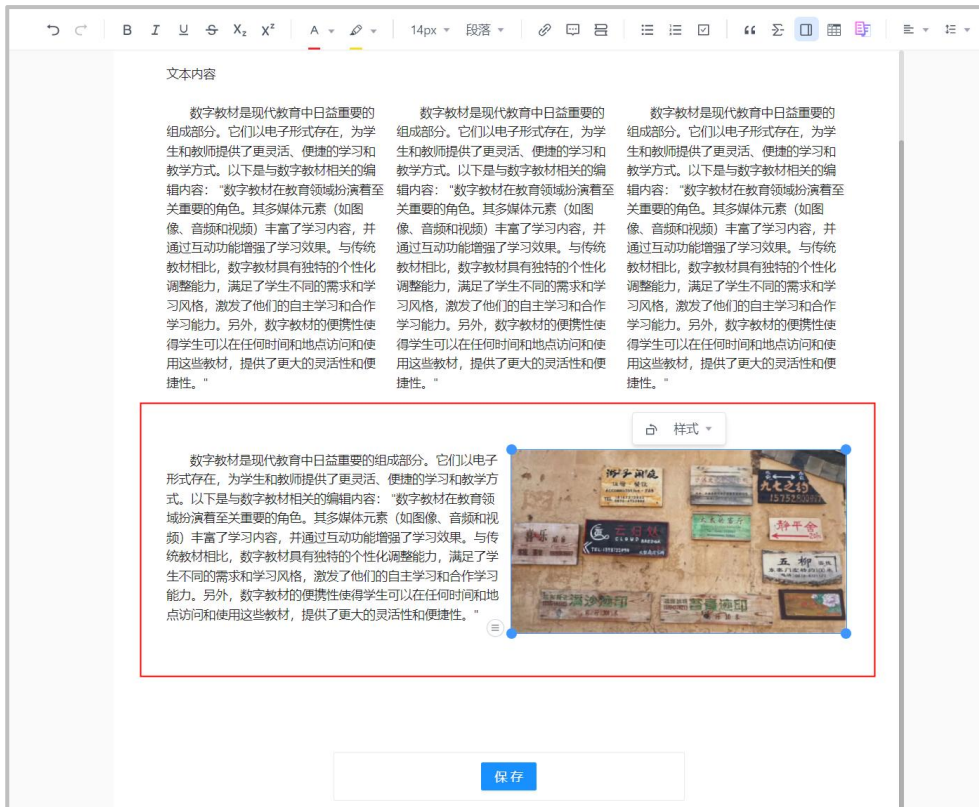 B I U S X₂ X² A 14px 段落
文本内容
数字教材是现代教育中日益重要的
组成部分。它们以电子形式存在，为学
生和教师提供了更灵活、便捷的学习和
教学方式。以下是与数字教材相关的编
辑内容： "数字教材在教育领域扮演着至
关重要的角色。其多媒体元素（如图
像、音频和视频）丰富了学习内容，并
通过互动功能增强了学习效果。与传统
教材相比，数字教材具有独特的个性化
调整能力，满足了学生不同的需求和学
习风格，激发了他们的自主学习和合作
学习能力。另外，数字教材的便携性使
得学生可以在任何时间和地点访问和使
用这些教材，提供了更大的灵活性和便
捷性。"
数字教材是现代教育中日益重要的
组成部分。它们以电子形式存在，为学
生和教师提供了更灵活、便捷的学习和
教学方式。以下是与数字教材相关的编
辑内容： "数字教材在教育领域扮演着至
关重要的角色。其多媒体元素（如图
像、音频和视频）丰富了学习内容，并
通过互动功能增强了学习效果。与传统
教材相比，数字教材具有独特的个性化
调整能力，满足了学生不同的需求和学
习风格，激发了他们的自主学习和合作
学习能力。另外，数字教材的便携性使
得学生可以在任何时间和地点访问和使
用这些教材，提供了更大的灵活性和便
捷性。"
数字教材是现代教育中日益重要的
组成部分。它们以电子形式存在，为学
生和教师提供了更灵活、便捷的学习和
教学方式。以下是与数字教材相关的编
辑内容： "数字教材在教育领域扮演着至
关重要的角色。其多媒体元素（如图
像、音频和视频）丰富了学习内容，并
通过互动功能增强了学习效果。与传统
教材相比，数字教材具有独特的个性化
调整能力，满足了学生不同的需求和学
习风格，激发了他们的自主学习和合作
学习能力。另外，数字教材的便携性使
得学生可以在任何时间和地点访问和使
用这些教材，提供了更大的灵活性和便
捷性。"
样式
数字教材是现代教育中日益重要的组成部分。它们以电子
形式存在，为学生和教师提供了更灵活、便捷的学习和教学方
式。以下是与数字教材相关的编辑内容： "数字教材在教育领
域扮演着至关重要的角色。其多媒体元素（如图像、音频和视
频）丰富了学习内容，并通过互动功能增强了学习效果。与传
统教材相比，数字教材具有独特的个性化调整能力，满足了学
生不同的需求和学习风格，激发了他们的自主学习和合作学习
能力。另外，数字教材的便携性使得学生可以在任何时间和地
点访问和使用这些教材，提供了更大的灵活性和便捷性。"
九七之约
静平舍
五柳
保存